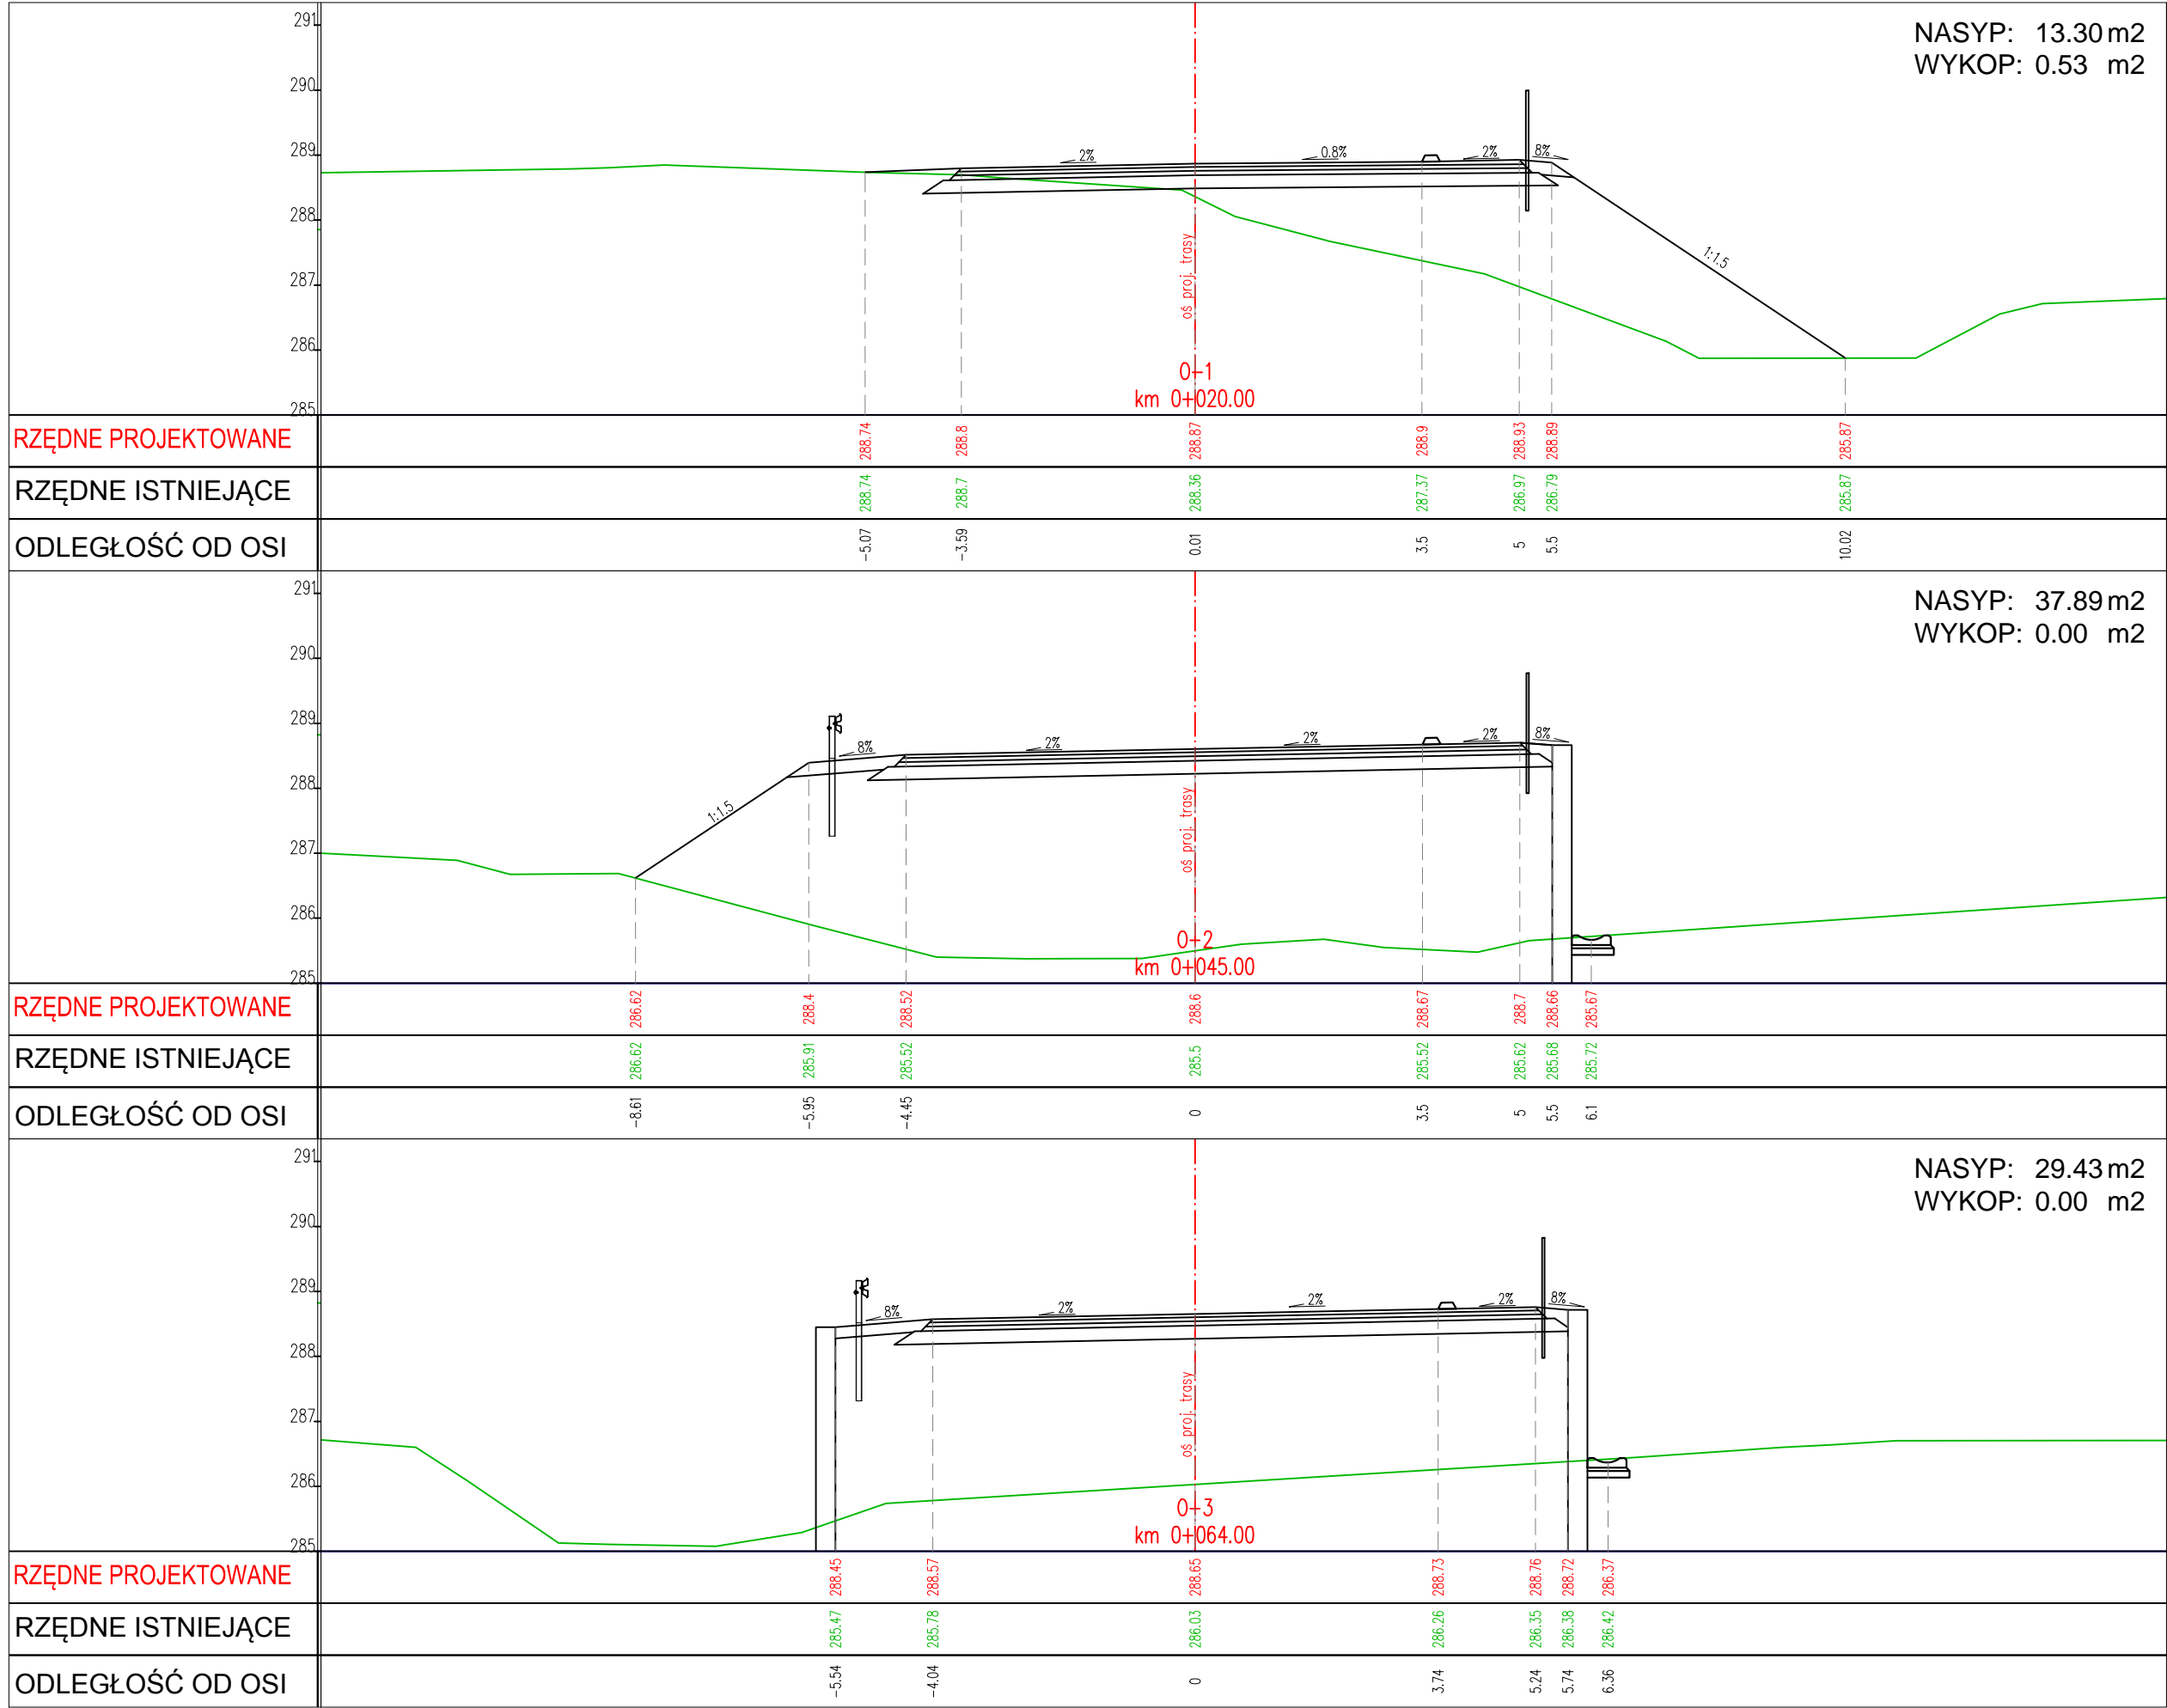 NASYP: 13.30 m2
WYKOP: 0.53 m2
291
290
289
288
287
286
285
2%
0.8%
2%
8%
1:1.5
oś proj. trasy
0-1
km 0+020.00
RZĘDNE PROJEKTOWANE
288.74 288.8 288.87 288.9 288.93 288.89 285.87
RZĘDNE ISTNIEJĄCE
288.74 288.7 288.36 287.37 286.97 286.79 285.87
ODLEGŁOŚĆ OD OSI
-5.07 -3.59 0.01 3.5 5 5.5 10.02
NASYP: 37.89 m2
WYKOP: 0.00 m2
291
290
289
288
287
286
285
1:1.5
8%
2%
2%
2%
8%
oś proj. trasy
0-2
km 0+045.00
RZĘDNE PROJEKTOWANE
286.62 288.4 288.52 288.6 288.67 288.7 288.66 285.67
RZĘDNE ISTNIEJĄCE
286.62 285.91 285.52 285.5 285.52 285.62 285.68 285.72
ODLEGŁOŚĆ OD OSI
-8.61 -5.95 -4.45 0 3.5 5 5.5 6.1
NASYP: 29.43 m2
WYKOP: 0.00 m2
291
290
289
288
287
286
285
8%
2%
2%
2%
8%
oś proj. trasy
0-3
km 0+064.00
RZĘDNE PROJEKTOWANE
288.45 288.57 288.65 288.73 288.76 288.72 286.37
RZĘDNE ISTNIEJĄCE
285.47 285.78 286.03 286.26 286.35 286.38 286.42
ODLEGŁOŚĆ OD OSI
-5.54 -4.04 0 3.74 5.24 5.74 6.36